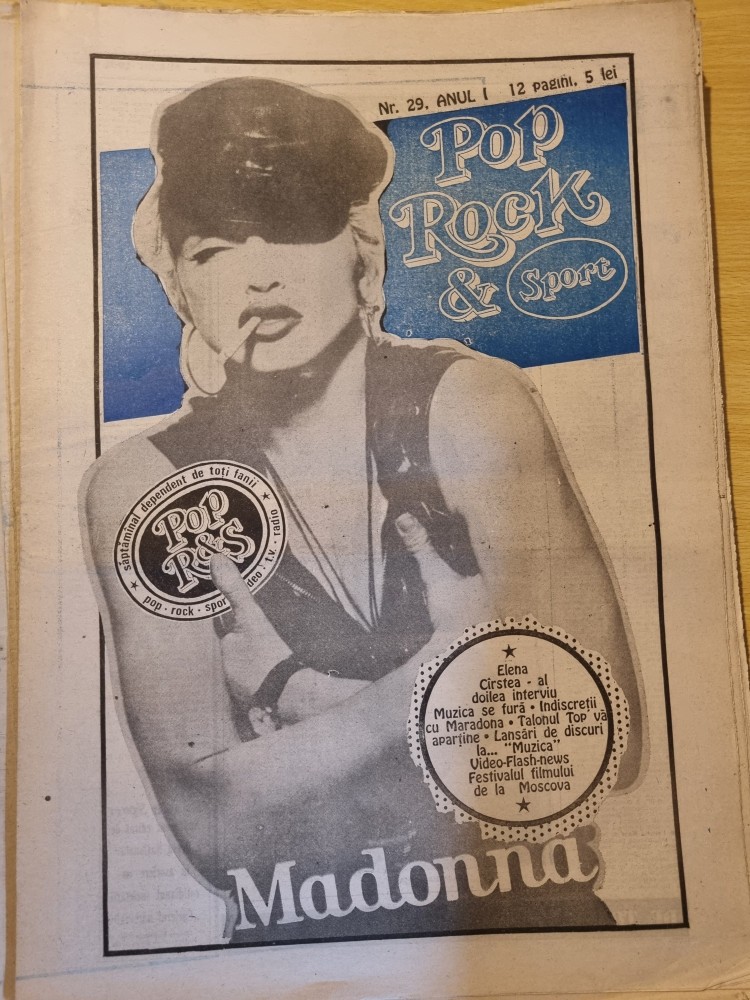 Nr. 29, ANUL I 12 pagini, 5 lei
Pop
Rock
& Sport
săptămînal dependent de toți fanii
Pop
R&S
pop · rock · spor deo · t.v. · radio
Elena
Cîrstea - al
doilea interviu
Muzica se fură • Indiscreții
cu Maradona • Talonul Top vă
aparține • Lansări de discuri
la... "Muzica"
Video-Flash-news
Festivalul filmului
de la Moscova
Madonna